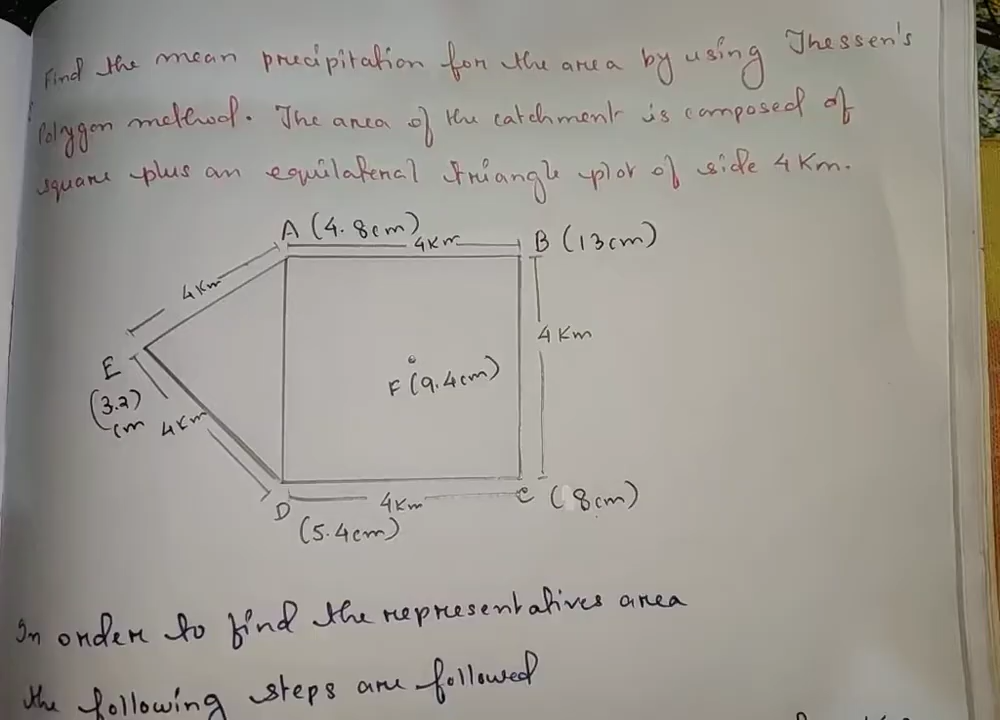 Find the mean precipitation for the area by using Thessen's
Polygon method. The area of the catchment is composed of
square plus an equilateral triangle plot of side 4 Km.
A (4.8cm)
4Km
B (13cm)
4Km
4 Km
E
F (9.4cm)
(3.2)
cm
4Km
4Km
C (8cm)
D
(5.4cm)
In order to find the representatives area
the following steps are followed